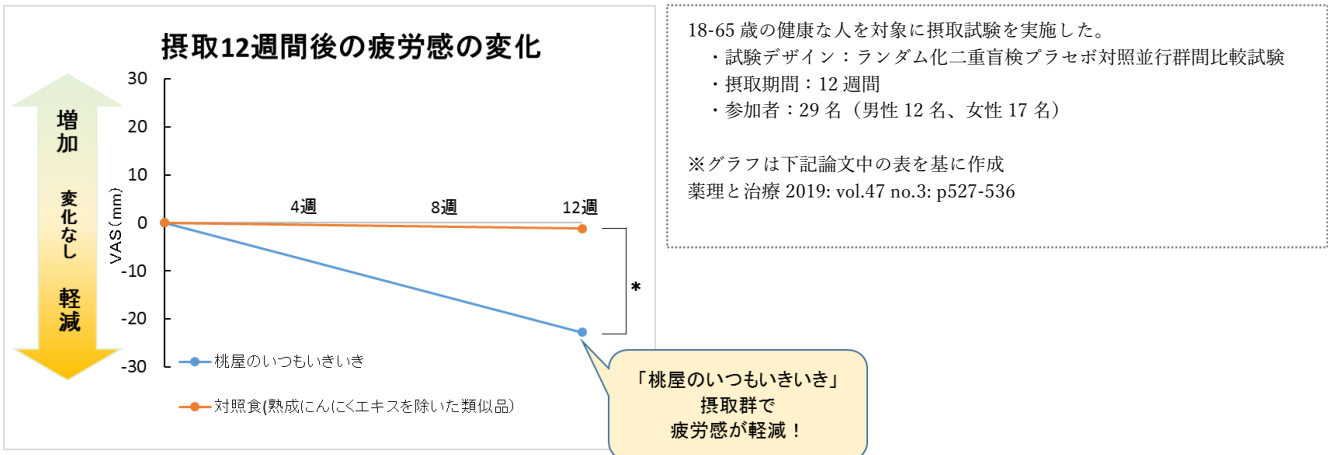 摂取12週間後の疲労感の変化
増加
変化なし
軽減
VAS(mm)
30
20
10
0
-10
-20
-30
4週
8週
12週
*
桃屋のいつもいきいき
対照食(熟成にんにくエキスを除いた類似品)
「桃屋のいつもいきいき」
摂取群で
疲労感が軽減！
18-65 歳の健康な人を対象に摂取試験を実施した。
・試験デザイン：ランダム化二重盲検プラセボ対照並行群間比較試験
・摂取期間：12 週間
・参加者：29 名（男性 12 名、女性 17 名）
※グラフは下記論文中の表を基に作成
薬理と治療 2019: vol.47 no.3: p527-536